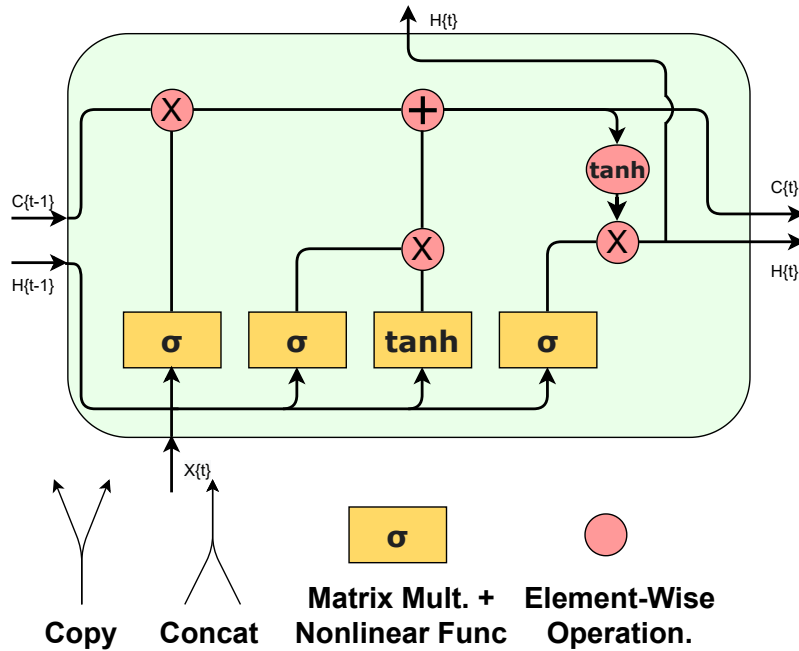 H{t}
X
+
tanh
C{t-1}
C{t}
X
X
H{t-1}
H{t}
σ
σ
tanh
σ
X{t}
σ
Matrix Mult. +
Nonlinear Func
Element-Wise
Operation.
Copy
Concat